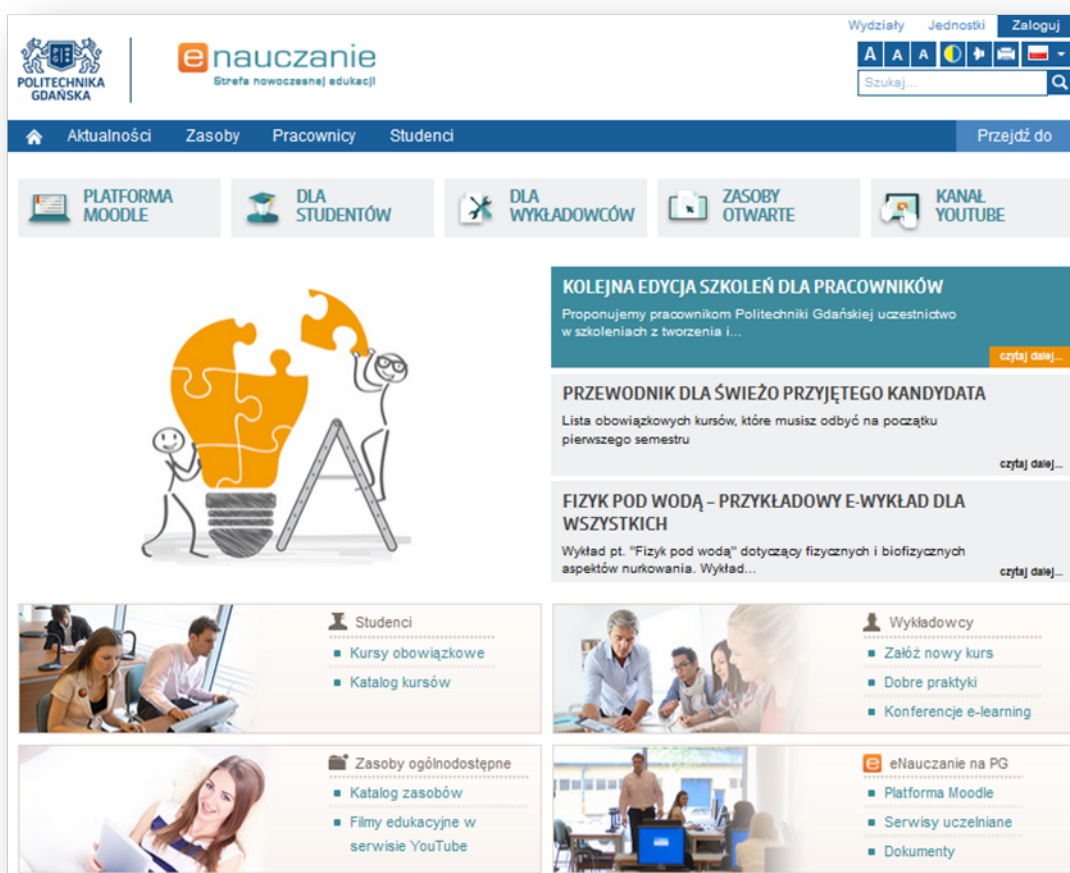 Wydziały Jednostki Zaloguj
POLITECHNIKA
GDAŃSKA
e nauczanie
Strefa nowoczesnej edukacji
A A A
Szukaj...
Aktualności Zasoby Pracownicy Studenci Przejdź do
PLATFORMA
MOODLE
DLA
STUDENTÓW
DLA
WYKŁADOWCÓW
ZASOBY
OTWARTE
KANAŁ
YOUTUBE
KOLEJNA EDYCJA SZKOLEŃ DLA PRACOWNIKÓW
Proponujemy pracownikom Politechniki Gdańskiej uczestnictwo
w szkoleniach z tworzenia i...
czytaj dalej...
PRZEWODNIK DLA ŚWIEŻO PRZYJĘTEGO KANDYDATA
Lista obowiązkowych kursów, które musisz odbyć na początku
pierwszego semestru
czytaj dalej...
FIZYK POD WODĄ – PRZYKŁADOWY E-WYKŁAD DLA
WSZYSTKICH
Wykład pt. "Fizyk pod wodą" dotyczący fizycznych i biofizycznych
aspektów nurkowania. Wykład...
czytaj dalej...
Studenci
Kursy obowiązkowe
Katalog kursów
Wykładowcy
Załóż nowy kurs
Dobre praktyki
Konferencje e-learning
Zasoby ogólnodostępne
Katalog zasobów
Filmy edukacyjne w
serwisie YouTube
e eNauczanie na PG
Platforma Moodle
Serwisy uczelniane
Dokumenty